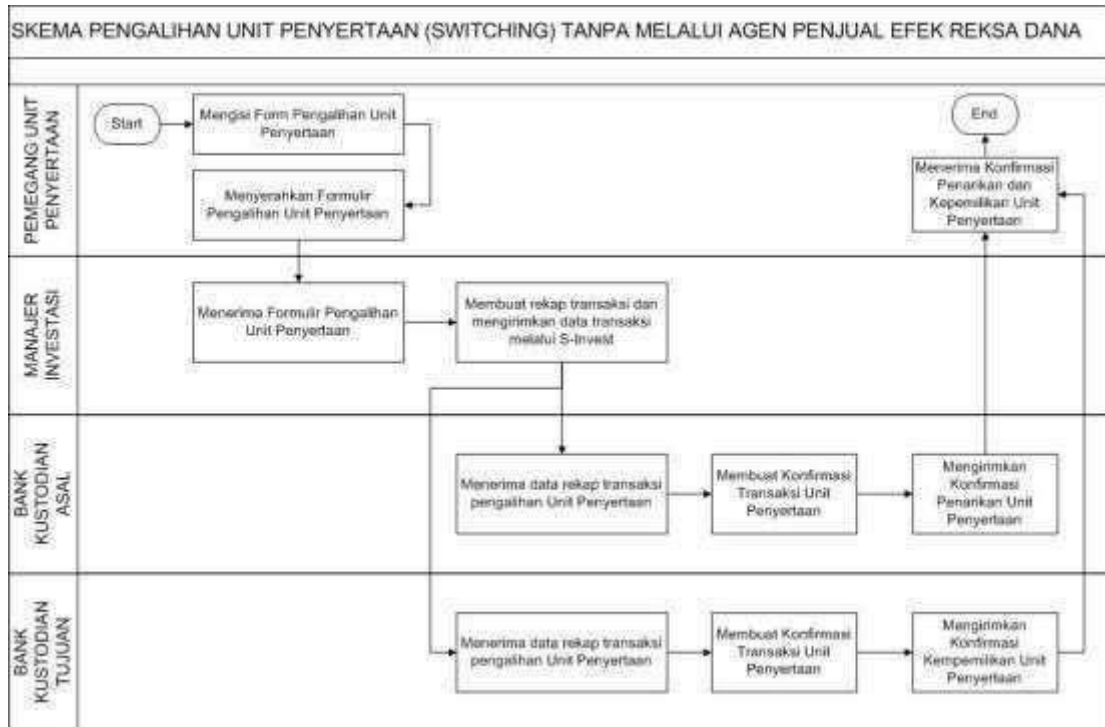 SKEMA PENGALIHAN UNIT PENYERTAAN (SWITCHING) TANPA MELALUI AGEN PENJUAL EFEK REKSA DANA
PEMEGANG UNIT
PENYERTAAN
Start
Mengisi Form Pengalihan Unit
Penyertaan
Menyerahkan Formulir
Pengalihan Unit Penyertaan
End
Menerima Konfirmasi
Penarikan dan
Kepemilikan Unit
Penyertaan
MANAJER
INVESTASI
Menerima Formulir Pengalihan
Unit Penyertaan
Membuat rekap transaksi dan
mengirimkan data transaksi
melalui S-Invest
BANK
KUSTODIAN
ASAL
Menerima data rekap transaksi
pengalihan Unit Penyertaan
Membuat Konfirmasi
Transaksi Unit
Penyertaan
Mengirimkan
Konfirmasi
Penarikan Unit
Penyertaan
BANK
KUSTODIAN
TUJUAN
Menerima data rekap transaksi
pengalihan Unit Penyertaan
Membuat Konfirmasi
Transaksi Unit
Penyertaan
Mengirimkan
Konfirmasi
Kempemilikan Unit
Penyertaan